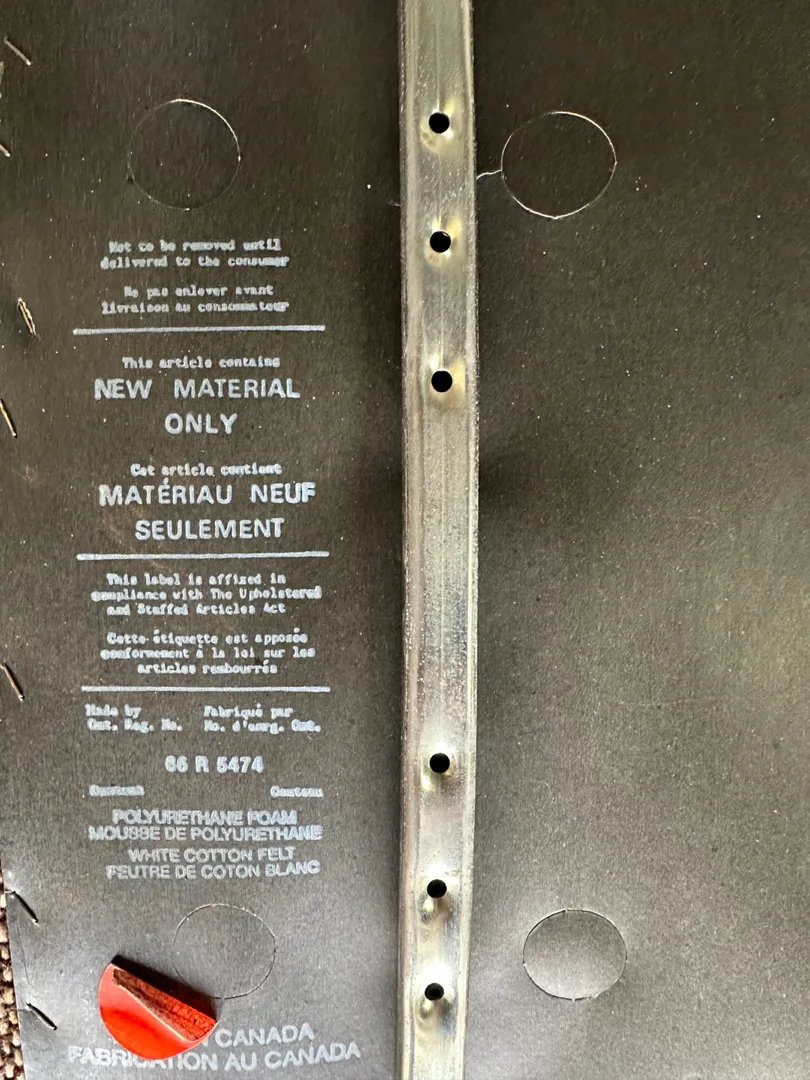 Not to be removed until
delivered to the consumer
Ne pas enlever avant
livraison au consommateur
This article contains
NEW MATERIAL
ONLY
Cet article contient
MATÉRIAU NEUF
SEULEMENT
This label is affixed in
compliance with The Upholstered
and Stuffed Articles Act
Cette étiquette est apposée
conformément à la loi sur les
articles rembourrés
Made by Fabriqué par
Ont. Reg. No. No. d'enrg. Ont.
66 R 5474
Content Contenu
POLYURETHANE FOAM
MOUSSE DE POLYURETHANE
WHITE COTTON FELT
FEUTRE DE COTON BLANC
CANADA
FABRICATION AU CANADA